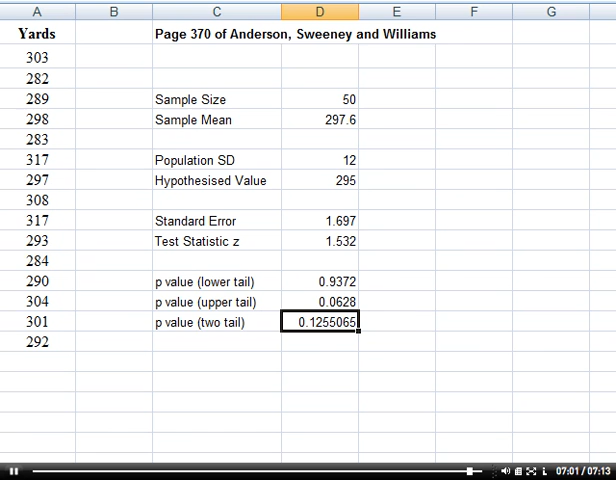 A B C D E F G
Yards Page 370 of Anderson, Sweeney and Williams
303
282
289 Sample Size 50
298 Sample Mean 297.6
283
317 Population SD 12
297 Hypothesised Value 295
308
317 Standard Error 1.697
293 Test Statistic z 1.532
284
290 p value (lower tail) 0.9372
304 p value (upper tail) 0.0628
301 p value (two tail) 0.1255065
292
07:01 / 07:13